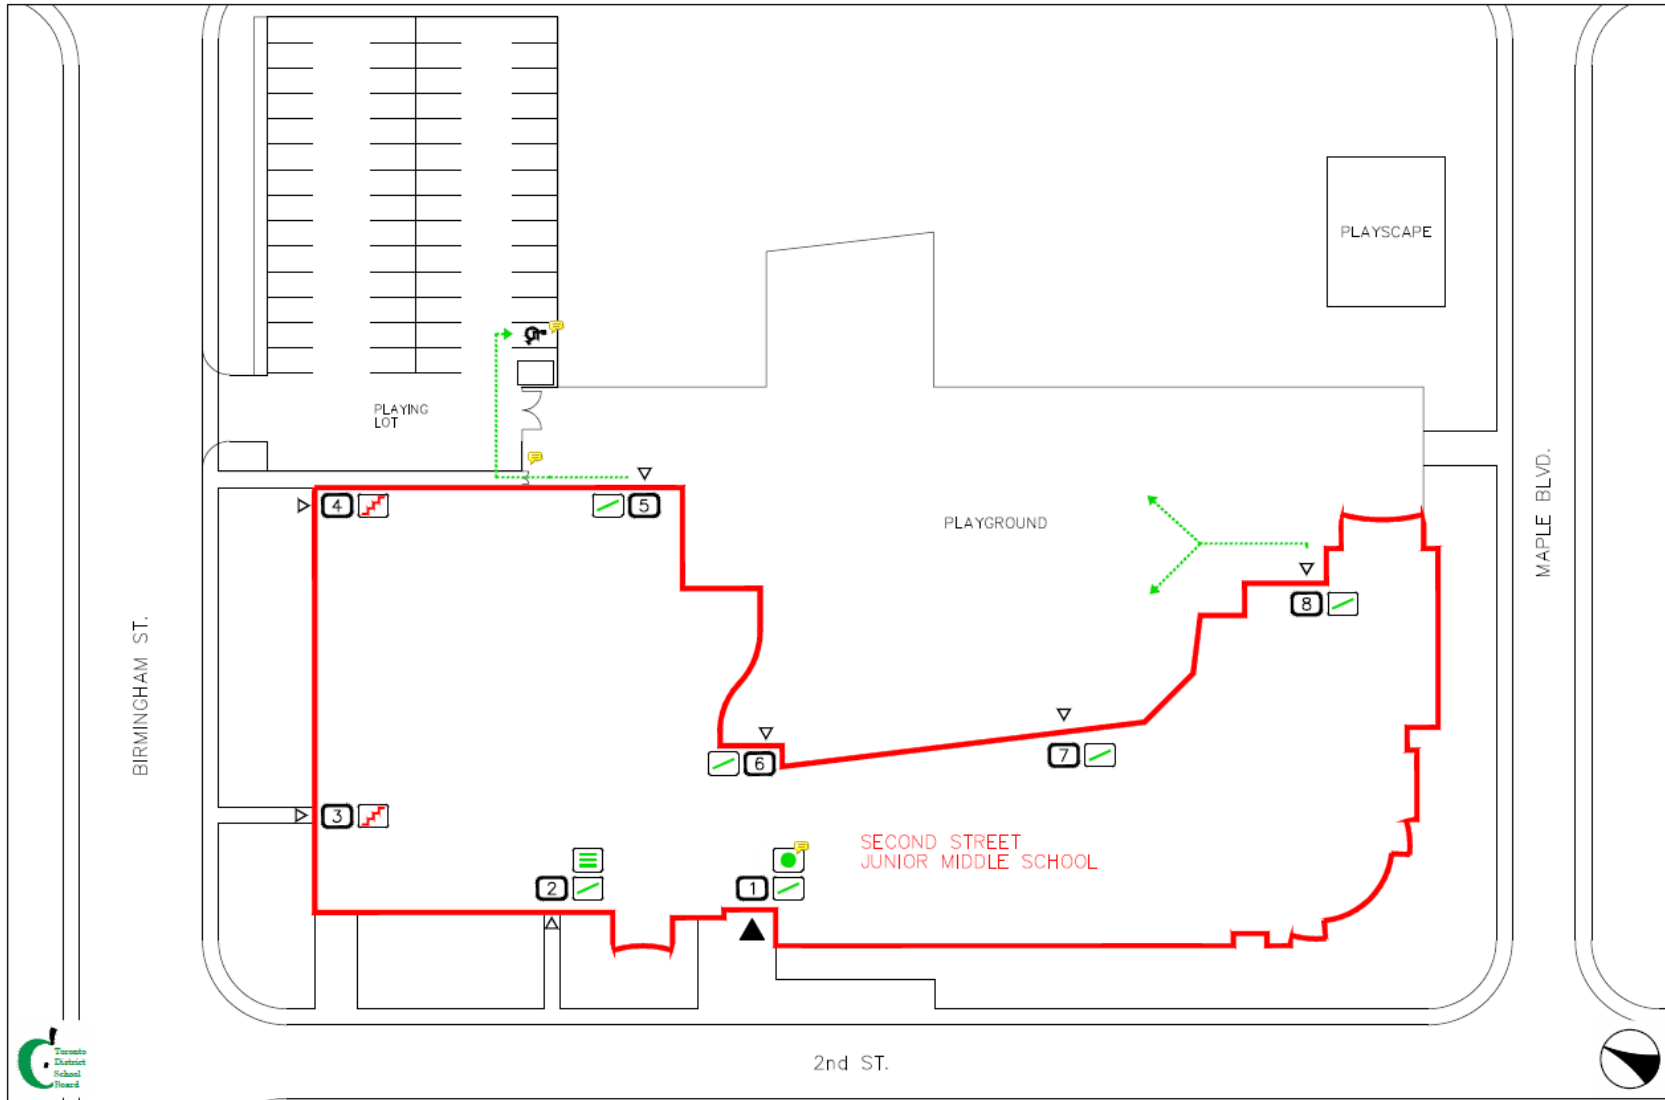 PLAYSCAPE
PLAYING
LOT
4
5
PLAYGROUND
MAPLE BLVD.
8
BIRMINGHAM ST.
6
7
3
SECOND STREET
JUNIOR MIDDLE SCHOOL
2
1
Toronto
District
School
Board
2nd ST.